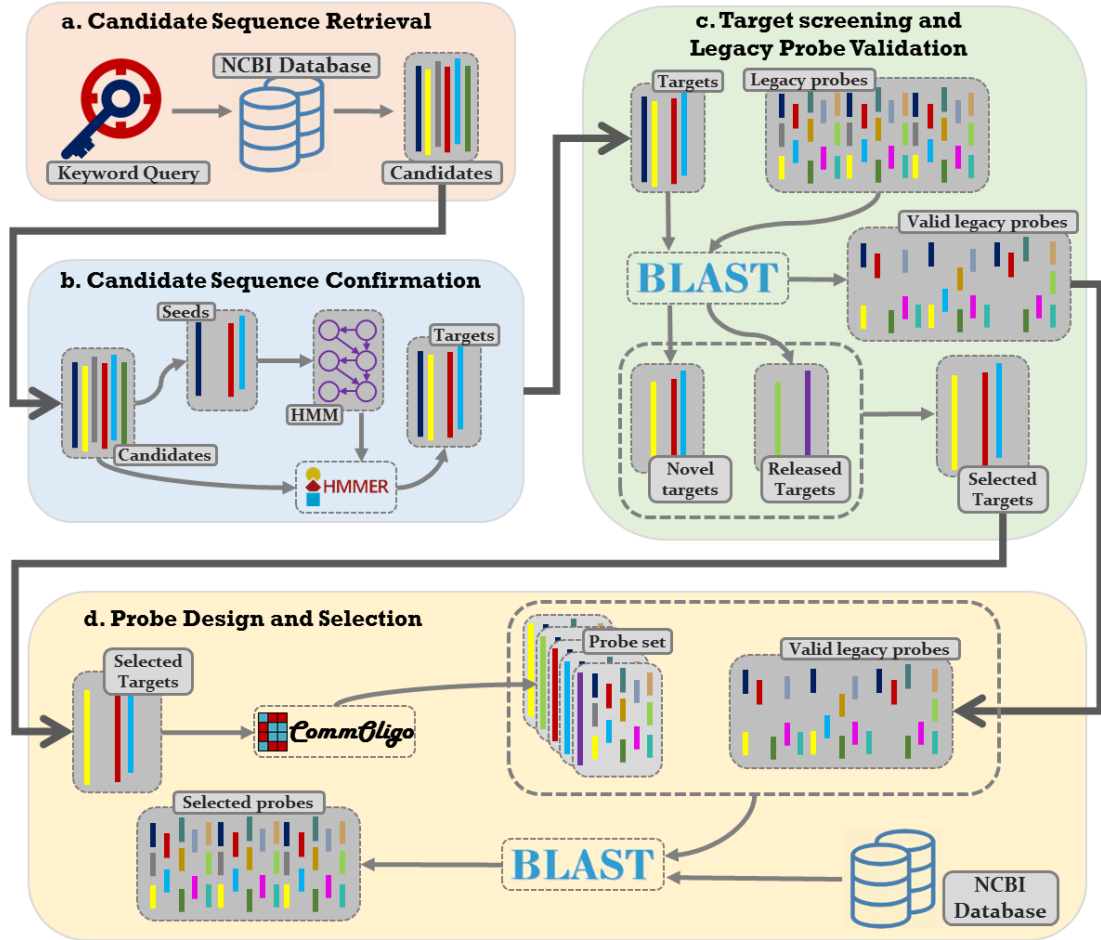 a. Candidate Sequence Retrieval
NCBI Database
Keyword Query
Candidates
b. Candidate Sequence Confirmation
Seeds
Targets
HMM
Candidates
HMMER
c. Target screening and
Legacy Probe Validation
Targets
Legacy probes
Valid legacy probes
BLAST
Novel
targets
Released
Targets
Selected
Targets
d. Probe Design and Selection
Selected
Targets
Probe set
Valid legacy probes
CommOligo
Selected probes
BLAST
NCBI
Database